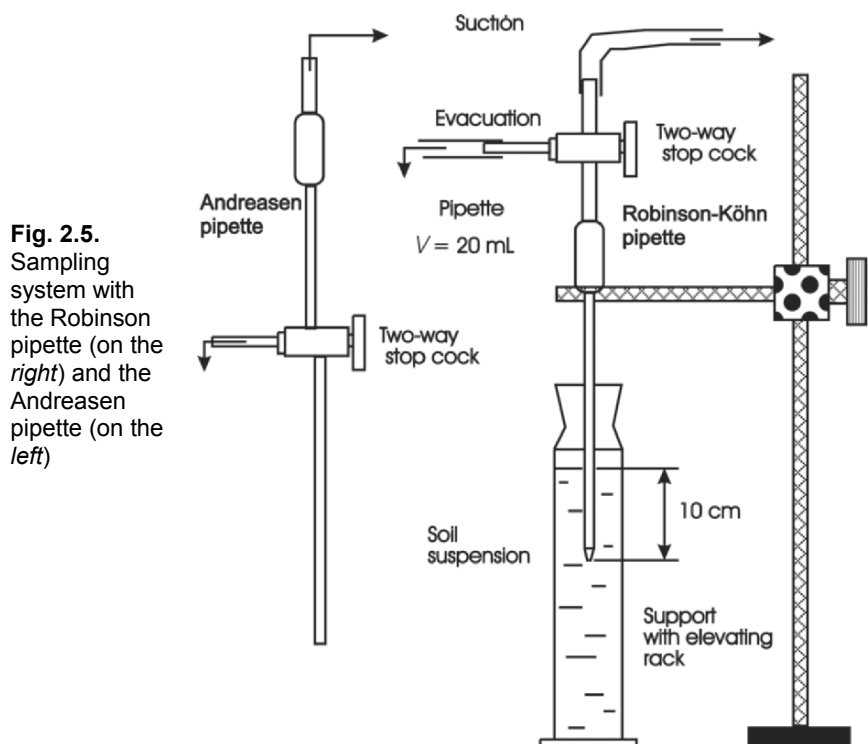 Fig. 2.5.
Sampling
system with
the Robinson
pipette (on the
right) and the
Andreasen
pipette (on the
left)
Suction
Evacuation
Two-way
stop cock
Andreasen
pipette
Pipette
V = 20 mL
Robinson-Köhn
pipette
Two-way
stop cock
10 cm
Soil
suspension
Support
with elevating
rack